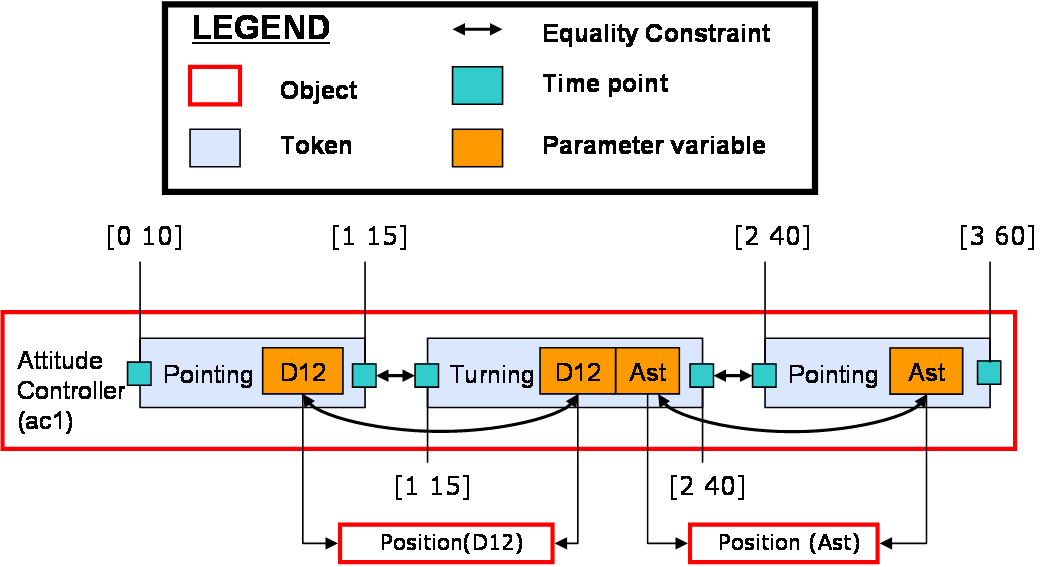 LEGEND
Equality Constraint
Object
Time point
Token
Parameter variable
[0 10]
[1 15]
[2 40]
[3 60]
Attitude
Controller
(ac1)
Pointing
D12
Turning
D12
Ast
Pointing
Ast
[1 15]
[2 40]
Position(D12)
Position (Ast)